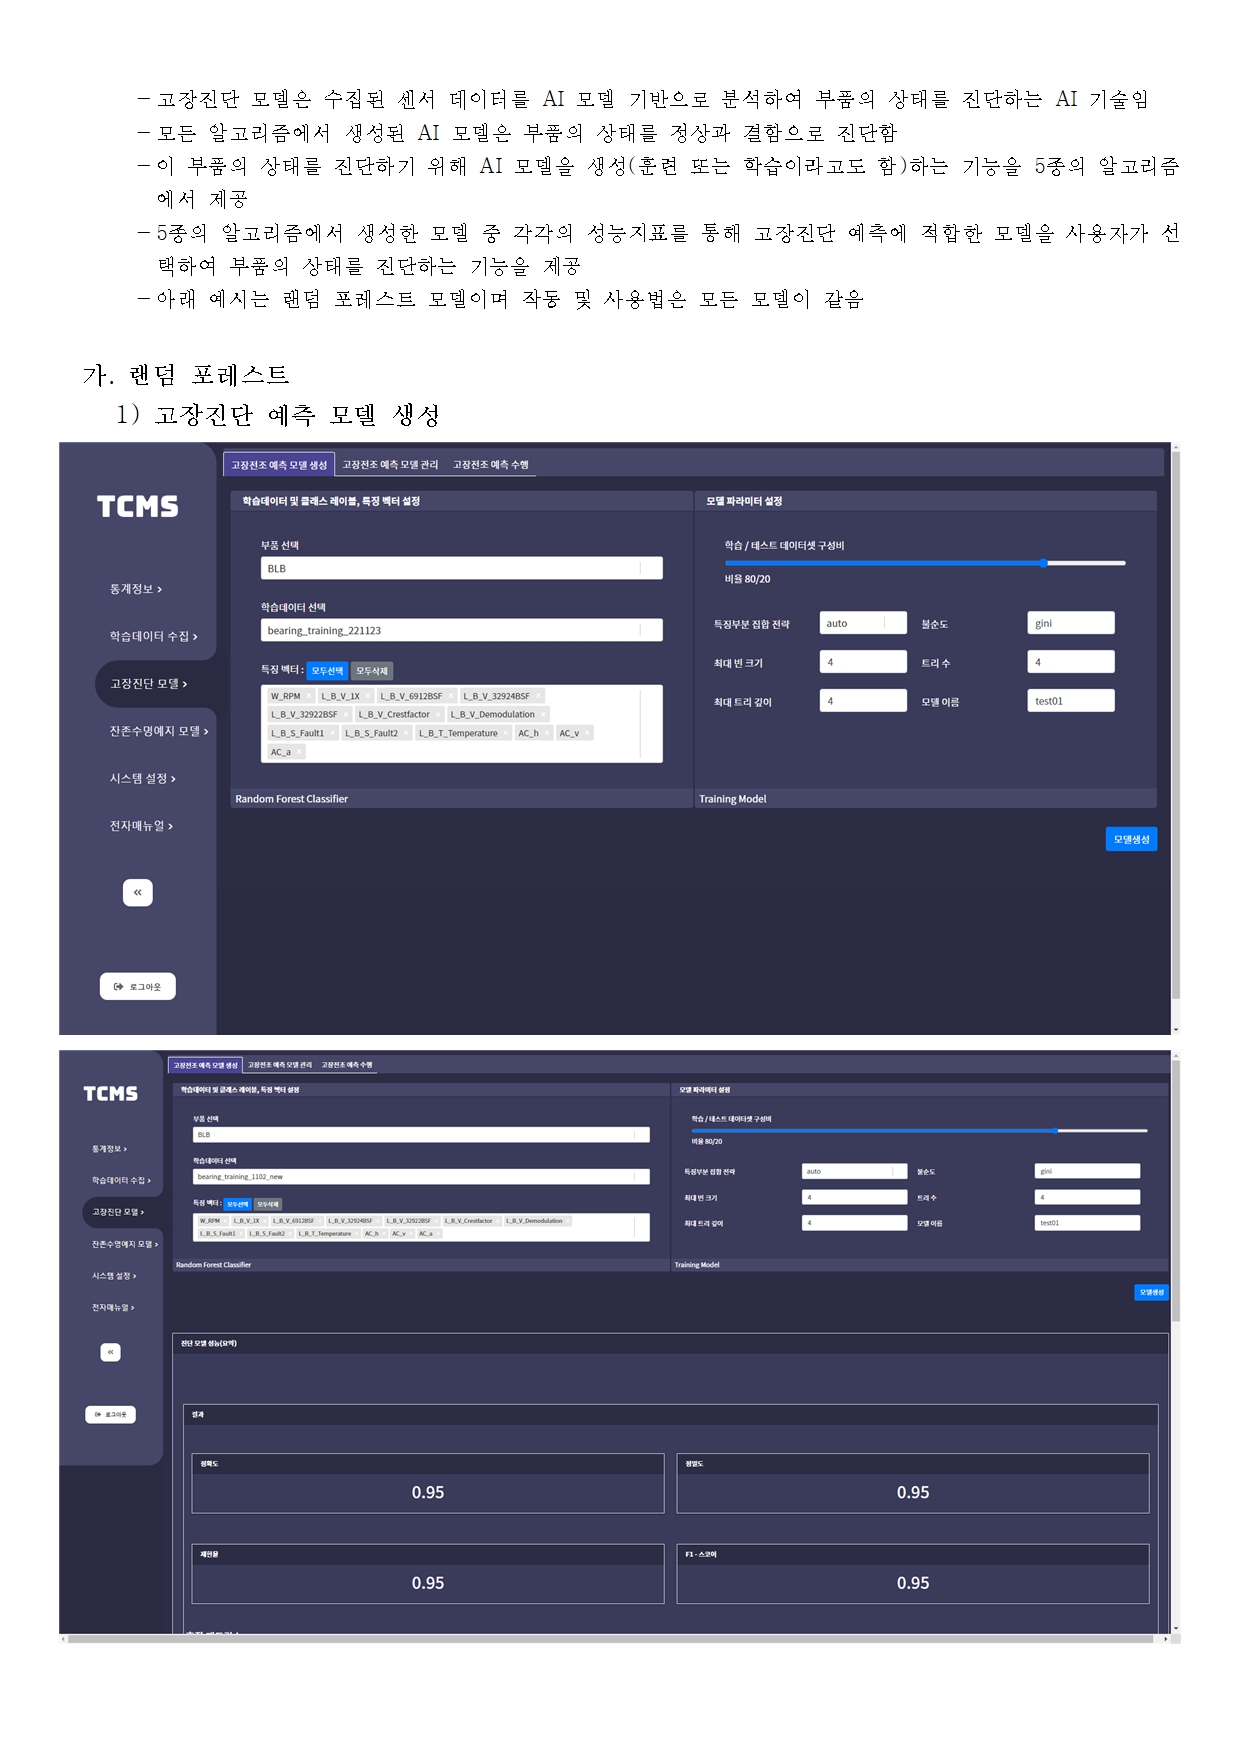 – 고장진단 모델은 수집된 센서 데이터를 AI 모델 기반으로 분석하여 부품의 상태를 진단하는 AI 기술임
– 모든 알고리즘에서 생성된 AI 모델은 부품의 상태를 정상과 결함으로 진단함
– 이 부품의 상태를 진단하기 위해 AI 모델을 생성(훈련 또는 학습이라고도 함)하는 기능을 5종의 알고리즘
에서 제공
– 5종의 알고리즘에서 생성한 모델 중 각각의 성능지표를 통해 고장진단 예측에 적합한 모델을 사용자가 선
택하여 부품의 상태를 진단하는 기능을 제공
– 아래 예시는 랜덤 포레스트 모델이며 작동 및 사용법은 모든 모델이 같음
가. 랜덤 포레스트
1) 고장진단 예측 모델 생성
고장전조 예측 모델 생성 고장전조 예측 모델 관리 고장전조 예측 수행
TCMS
통계정보 >
학습데이터 수집 >
고장진단 모델 >
잔존수명예지 모델 >
시스템 설정 >
전자매뉴얼 >
«
로그아웃
학습데이터 및 클래스 레이블, 특징 벡터 설정
부품 선택
BLB
학습데이터 선택
bearing_training_221123
특징 벡터 : 모두선택 모두삭제
W_RPM × L_B_V_1X × L_B_V_6912BSF × L_B_V_32924BSF ×
L_B_V_32922BSF × L_B_V_Crestfactor × L_B_V_Demodulation ×
L_B_S_Fault1 × L_B_S_Fault2 × L_B_T_Temperature × AC_h × AC_v ×
AC_a ×
Random Forest Classifier
모델 파라미터 설정
학습 / 테스트 데이터셋 구성비
비율 80/20
특징부분 집합 전략 auto 불순도 gini
최대 빈 크기 4 트리 수 4
최대 트리 깊이 4 모델 이름 test01
Training Model
모델생성
고장전조 예측 모델 생성 고장전조 예측 모델 관리 고장전조 예측 수행
TCMS
통계정보 >
학습데이터 수집 >
고장진단 모델 >
잔존수명예지 모델 >
시스템 설정 >
전자매뉴얼 >
«
로그아웃
학습데이터 및 클래스 레이블, 특징 벡터 설정
부품 선택
BLB
학습데이터 선택
bearing_training_1102_new
특징 벡터 : 모두선택 모두삭제
W_RPM L_B_V_1X L_B_V_6912BSF L_B_V_32924BSF L_B_V_32922BSF L_B_V_Crestfactor L_B_V_Demodulation
L_B_S_Fault1 L_B_S_Fault2 L_B_T_Temperature AC_h AC_v AC_a
Random Forest Classifier
모델 파라미터 설정
학습 / 테스트 데이터셋 구성비
비율 80/20
특징부분 집합 전략 auto 불순도 gini
최대 빈 크기 4 트리 수 4
최대 트리 깊이 4 모델 이름 test01
Training Model
모델생성
진단 모델 성능(요약)
결과
정확도 정밀도
0.95 0.95
재현율 F1 - 스코어
0.95 0.95